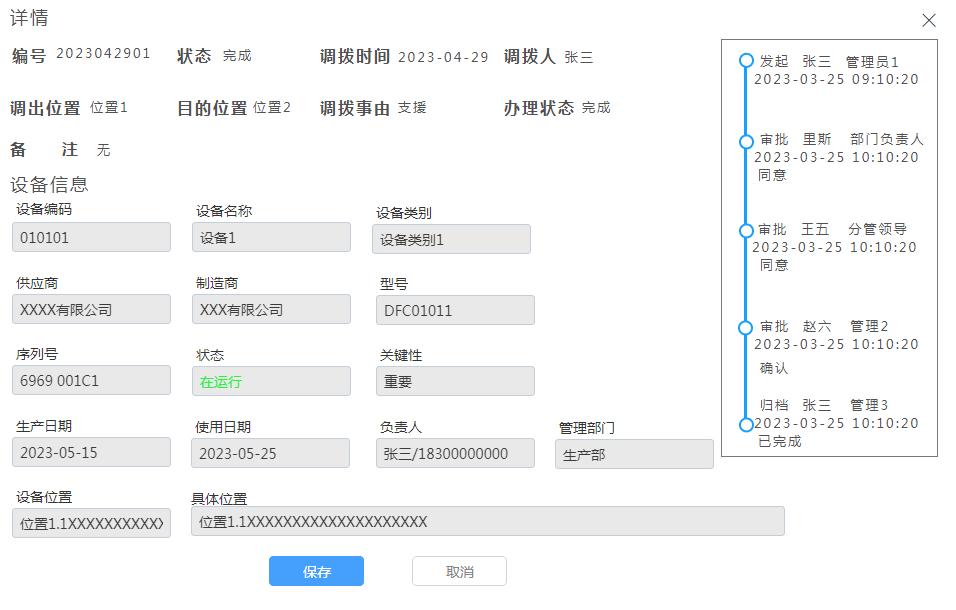 详情
编号 2023042901 状态 完成 调拨时间 2023-04-29 调拨人 张三
调出位置 位置1 目的位置 位置2 调拨事由 支援 办理状态 完成
备 注 无
设备信息
设备编码 设备名称 设备类别
010101 设备1 设备类别1
供应商 制造商 型号
XXXX有限公司 XXX有限公司 DFC01011
序列号 状态 关键性
6969 001C1 在运行 重要
生产日期 使用日期 负责人 管理部门
2023-05-15 2023-05-25 张三/18300000000 生产部
设备位置 具体位置
位置1.1XXXXXXXXXXX 位置1.1XXXXXXXXXXXXXXXXXXXX
保存 取消
发起 张三 管理员1
2023-03-25 09:10:20
审批 里斯 部门负责人
2023-03-25 10:10:20
同意
审批 王五 分管领导
2023-03-25 10:10:20
同意
审批 赵六 管理2
2023-03-25 10:10:20
确认
归档 张三 管理3
2023-03-25 10:10:20
已完成